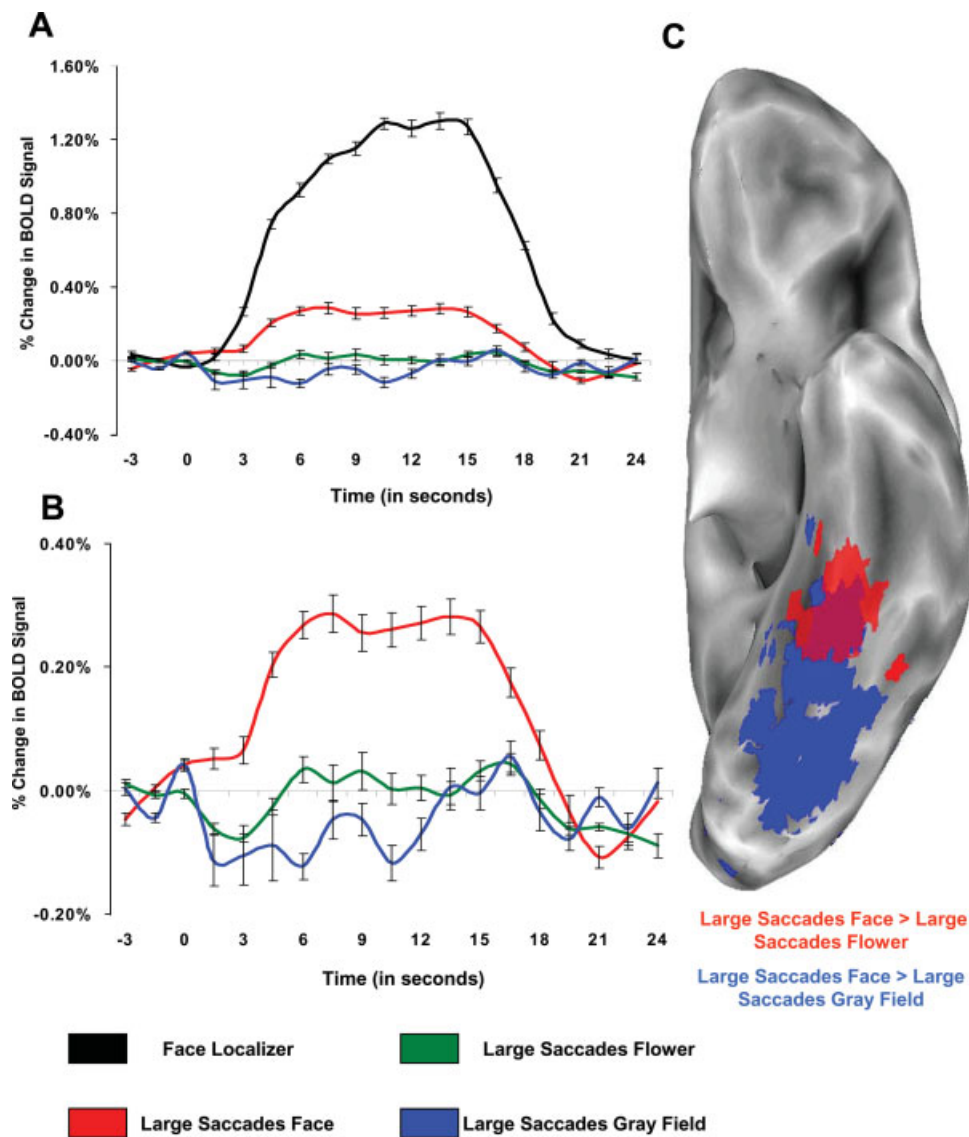 A
C
1.60%
1.20%
0.80%
0.40%
0.00%
-0.40%
% Change in BOLD Signal
-3 0 3 6 9 12 15 18 21 24
Time (in seconds)
B
0.40%
0.20%
0.00%
-0.20%
% Change in BOLD Signal
-3 0 3 6 9 12 15 18 21 24
Time (in seconds)
Large Saccades Face > Large
Saccades Flower
Large Saccades Face > Large
Saccades Gray Field
Face Localizer
Large Saccades Flower
Large Saccades Face
Large Saccades Gray Field